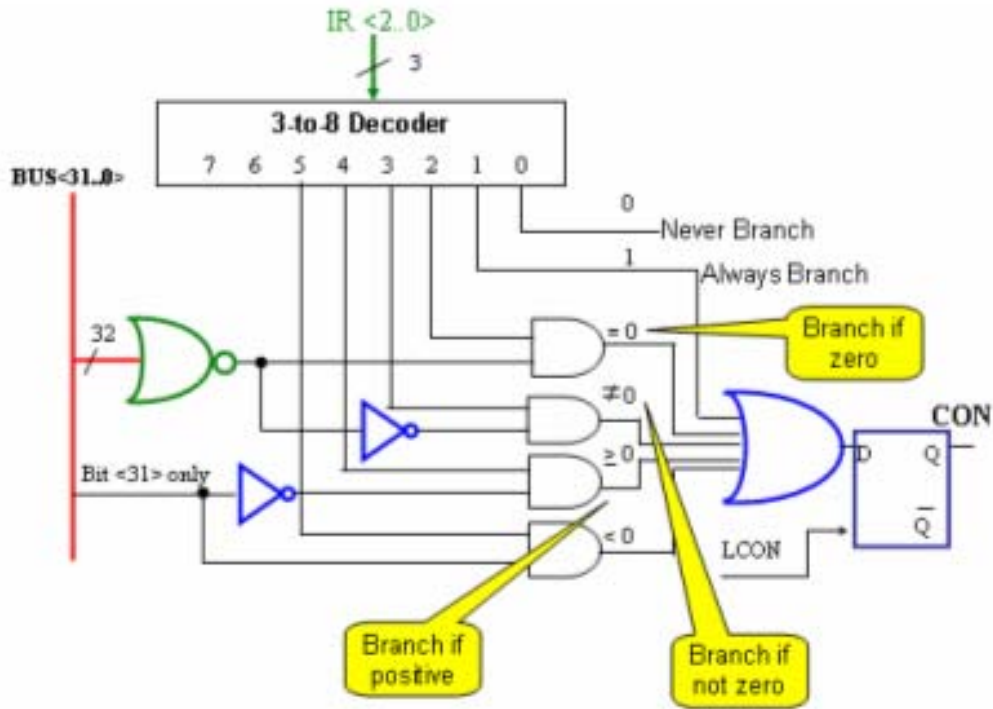 IR <2..0>
3
3-to-8 Decoder
7 6 5 4 3 2 1 0
BUS<31..0>
0
Never Branch
1
Always Branch
32
= 0
Branch if
zero
≠0
CON
≥ 0
D Q
Bit <31> only
Q
< 0
LCON
Branch if
positive
Branch if
not zero